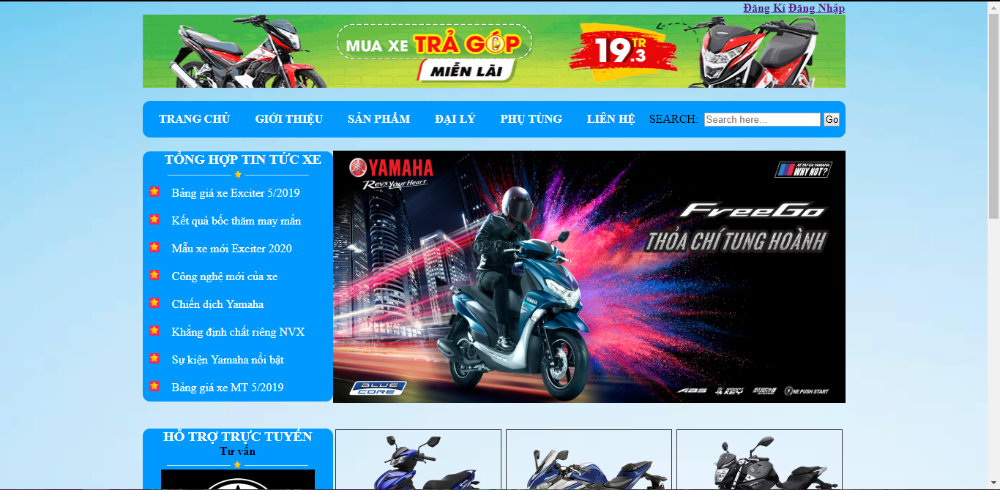 Đăng Kí Đăng Nhập
MUA XE TRẢ GÓP
MIỄN LÃI
19TR
.3
TRANG CHỦ GIỚI THIỆU SẢN PHẨM ĐẠI LÝ PHỤ TÙNG LIÊN HỆ SEARCH: Search here... Go
TỔNG HỢP TIN TỨC XE
Bảng giá xe Exciter 5/2019
Kết quả bốc thăm may mắn
Mẫu xe mới Exciter 2020
Công nghệ mới của xe
Chiến dịch Yamaha
Khẳng định chất riêng NVX
Sự kiện Yamaha nổi bật
Bảng giá xe MT 5/2019
YAMAHA
Revs Your Heart
XE TAY GA YAMAHA
WHY NOT?
FreeGo
THỎA CHÍ TUNG HOÀNH
YAMAHA
BLUE
CORE
ABS
SMART
KEY
STOP &
START
SYSTEM
ONE PUSH START
HỖ TRỢ TRỰC TUYẾN
Tư vấn